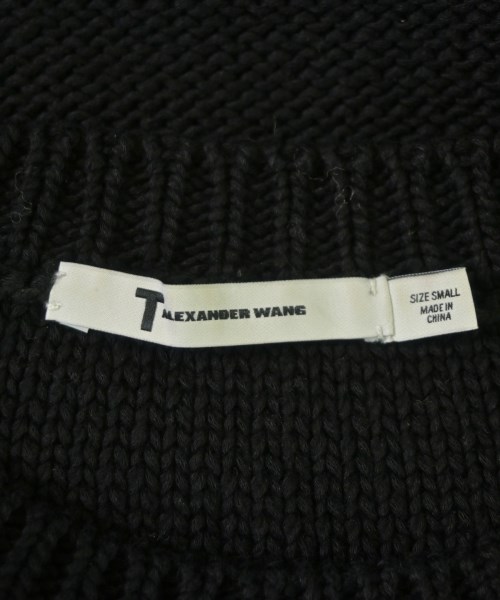 T ALEXANDER WANG
SIZE SMALL
MADE IN
CHINA